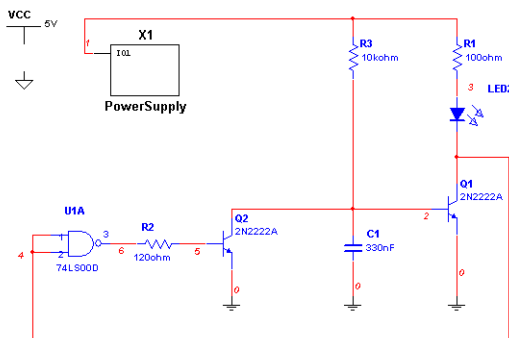 VCC
5V
1
X1
IO1
PowerSupply
R3
10kohm
R1
100ohm
3
LED2
Q1
2N2222A
2
U1A
1
2
3
74LS00D
4
6
R2
120ohm
5
Q2
2N2222A
C1
330nF
0
0
0